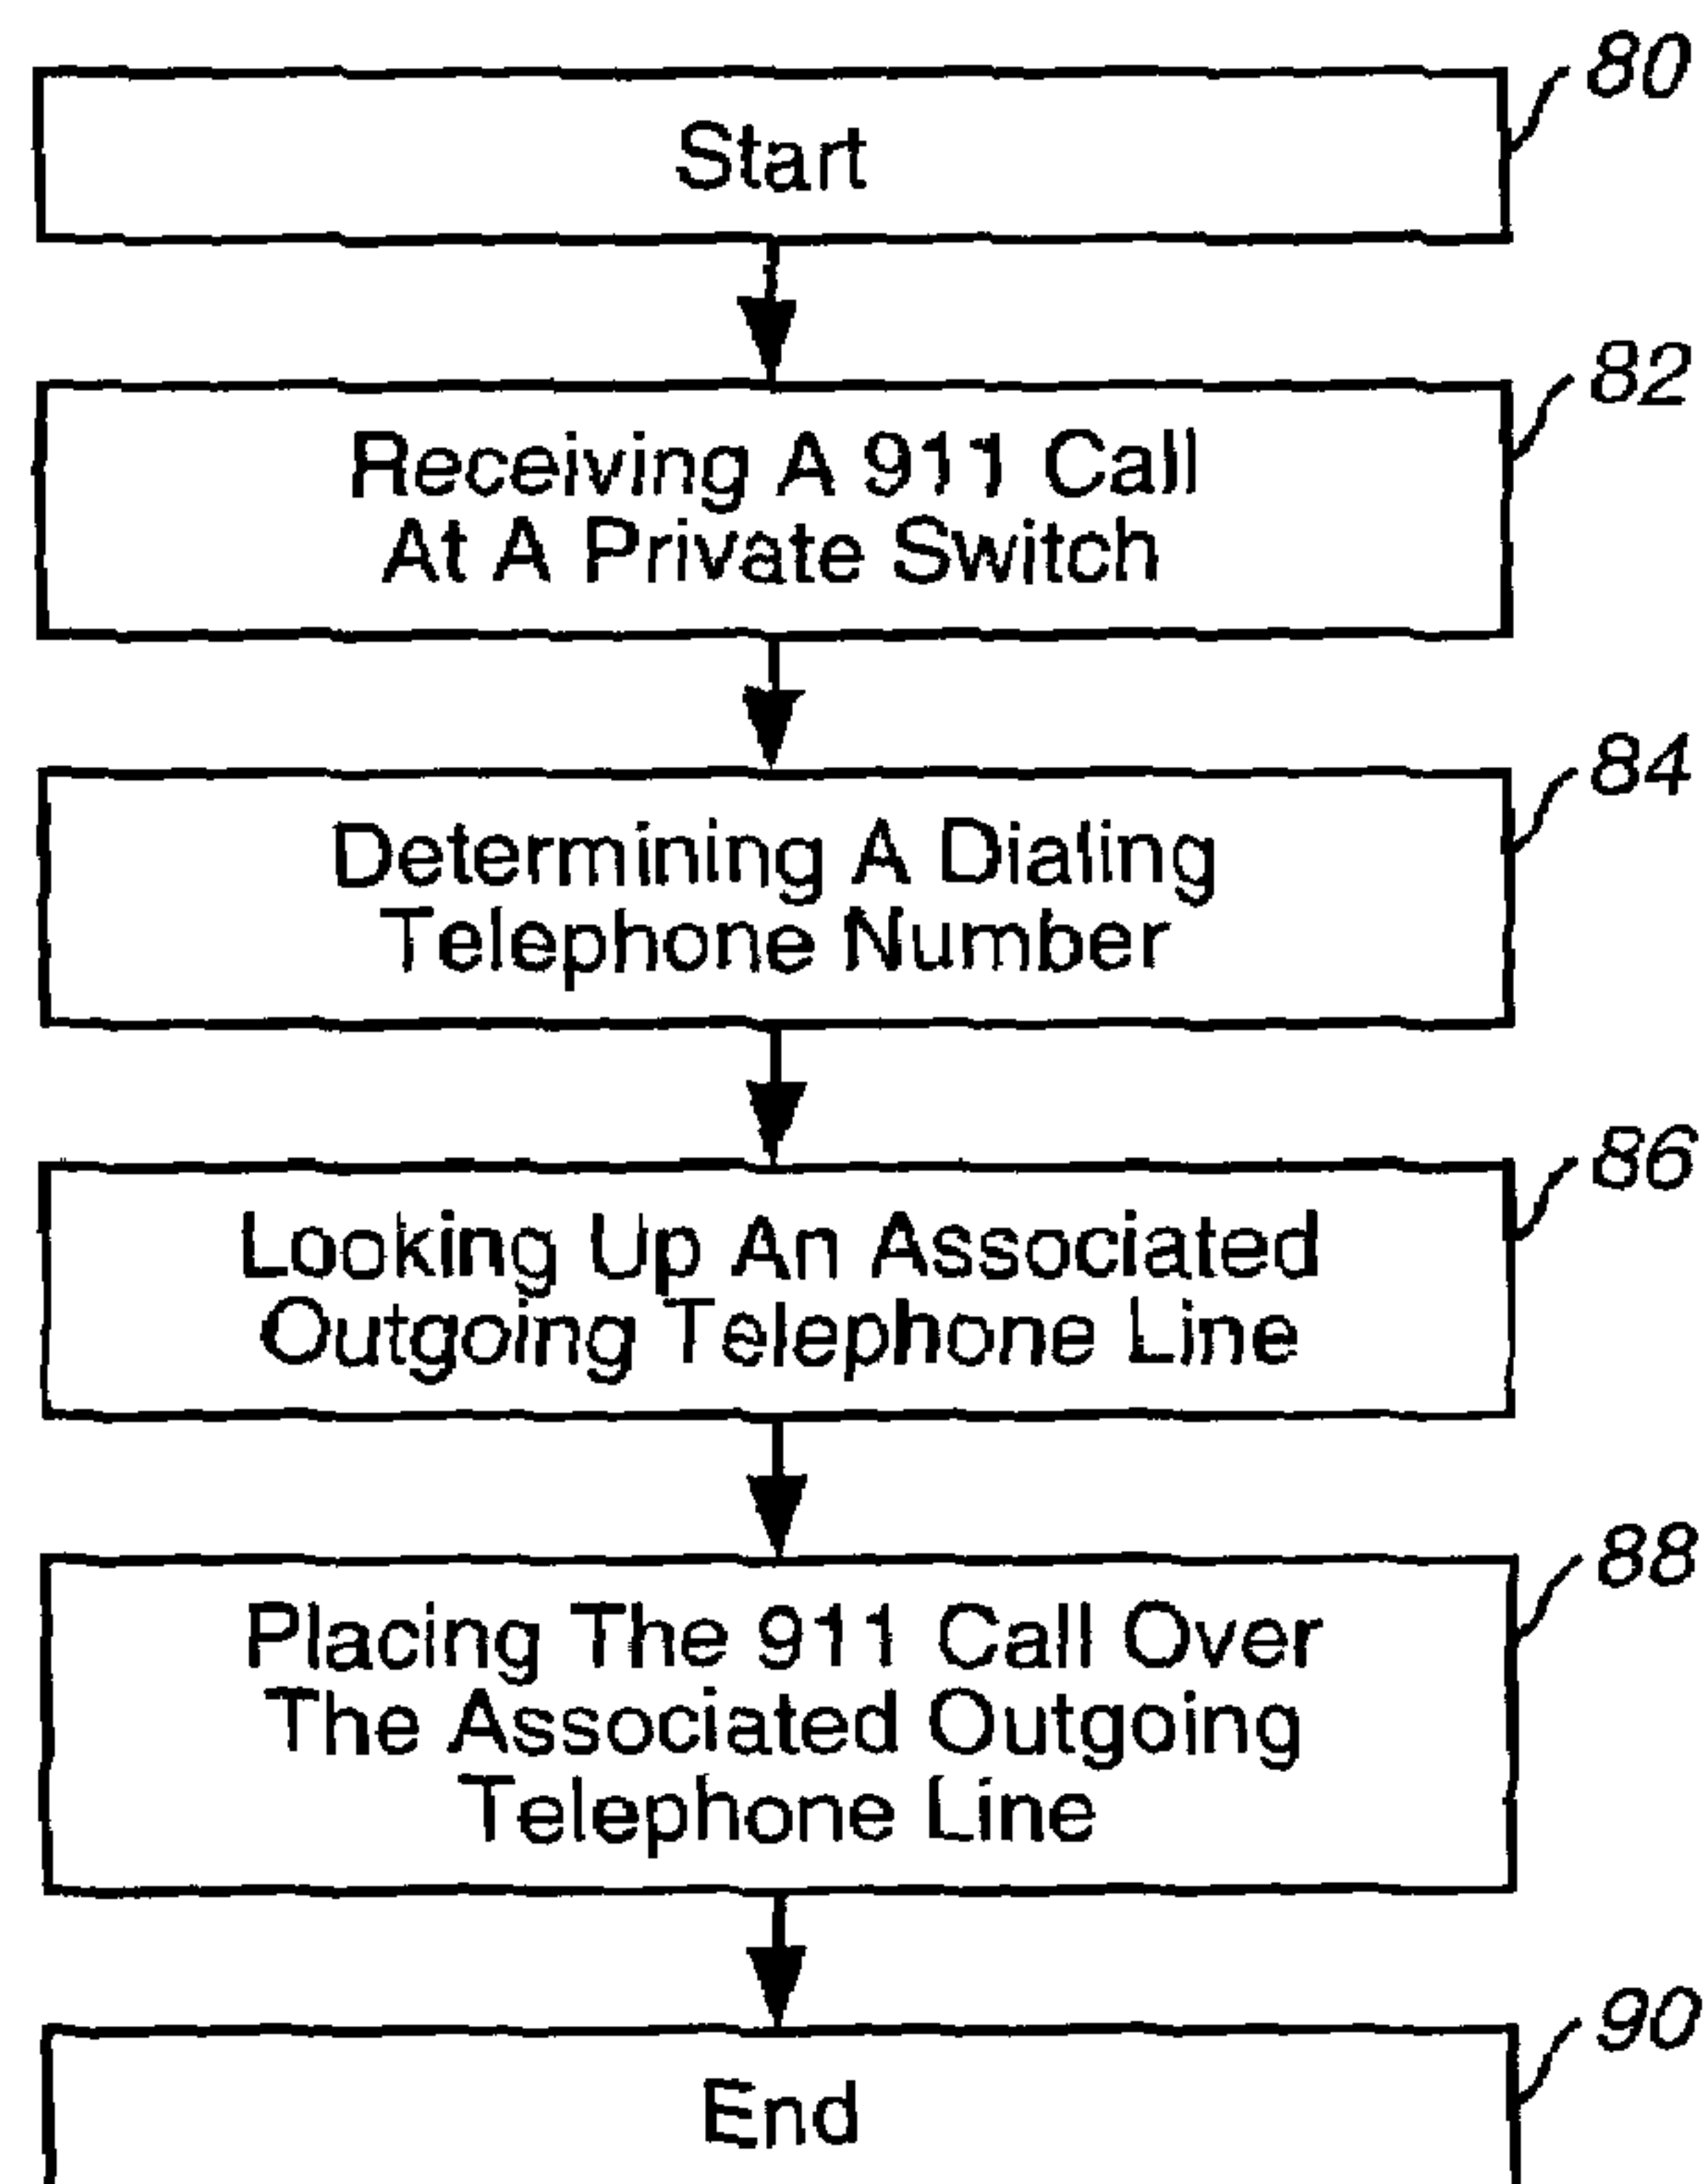 80
Start
82
Receiving A 911 Call
At A Private Switch
84
Determining A Dialing
Telephone Number
86
Looking Up An Associated
Outgoing Telephone Line
88
Placing The 911 Call Over
The Associated Outgoing
Telephone Line
90
End